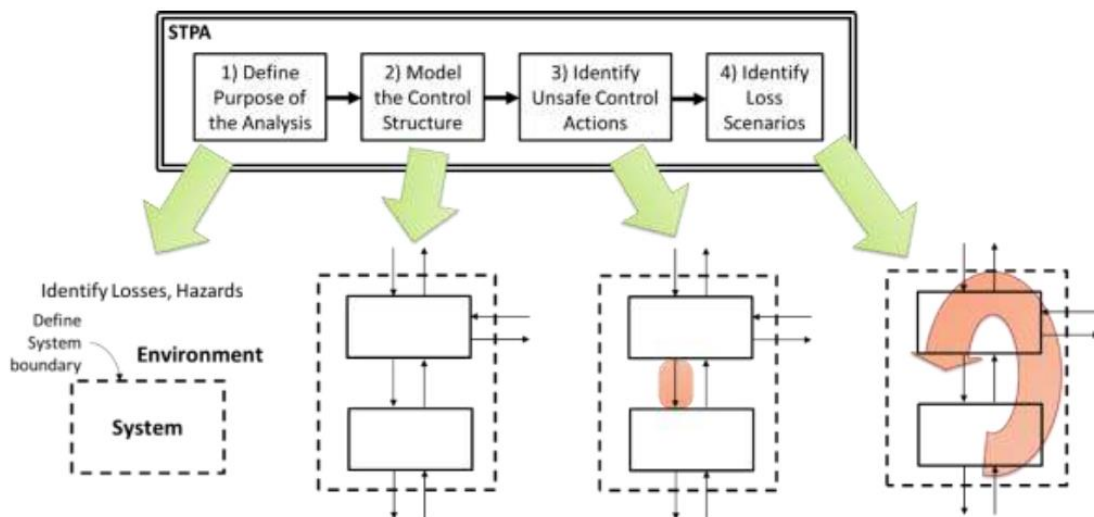 STPA
1) Define
Purpose of
the Analysis
2) Model
the Control
Structure
3) Identify
Unsafe Control
Actions
4) Identify
Loss
Scenarios
Identify Losses, Hazards
Define
System
boundary
Environment
System